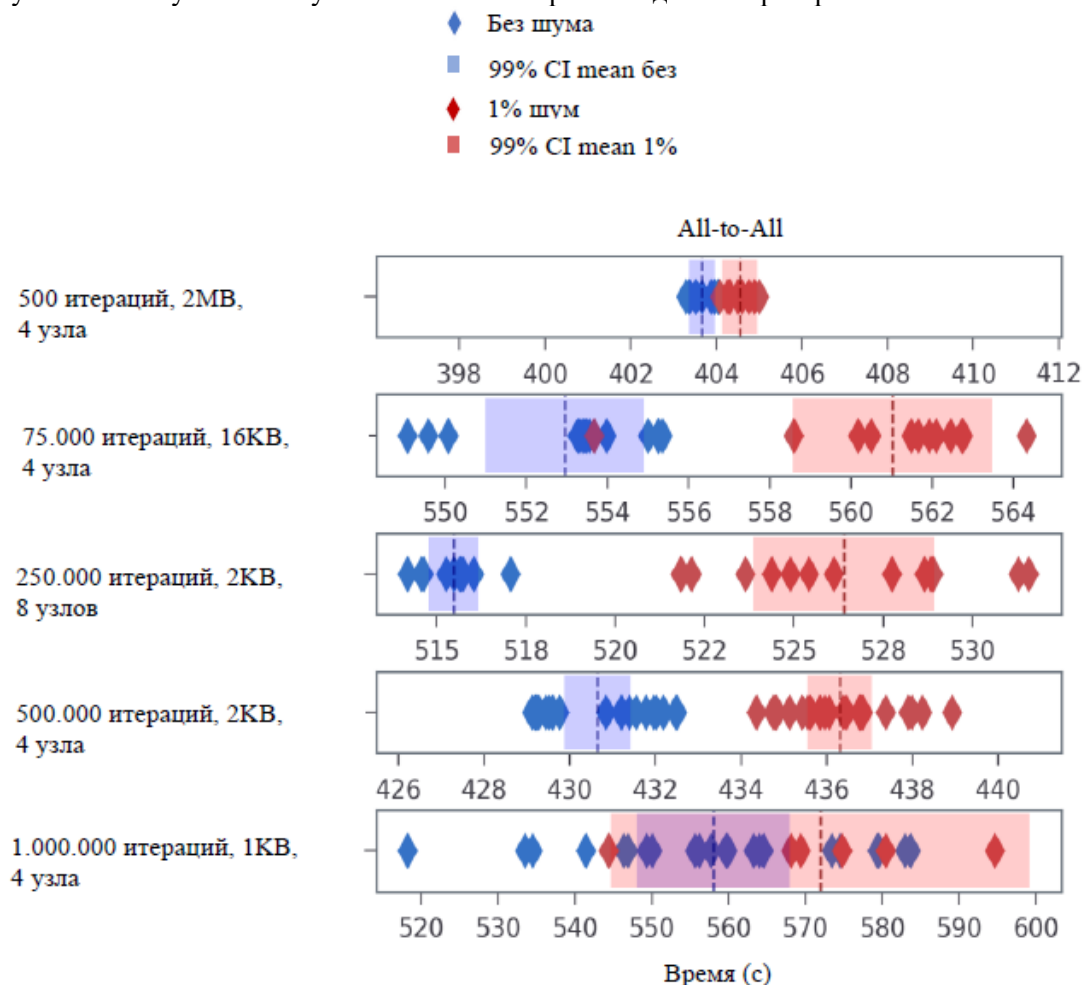 Без шума
99% CI mean без
1% шум
99% CI mean 1%
All-to-All
500 итераций, 2MB,
4 узла
398 400 402 404 406 408 410 412
75.000 итераций, 16KB,
4 узла
550 552 554 556 558 560 562 564
250.000 итераций, 2KB,
8 узлов
515 518 520 522 525 528 530
500.000 итераций, 2KB,
4 узла
426 428 430 432 434 436 438 440
1.000.000 итераций, 1KB,
4 узла
520 530 540 550 560 570 580 590 600
Время (с)